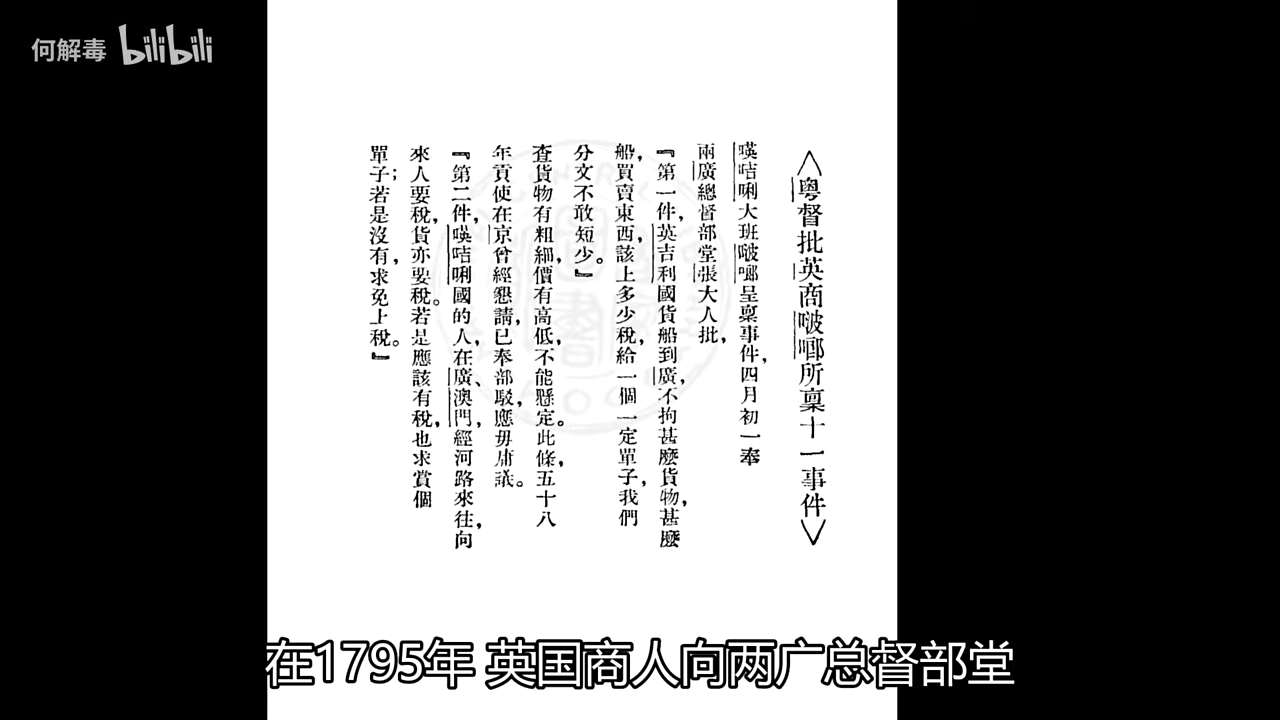 何解毒 bilibili
〈粤督批英商啵啷所稟十一事件〉
𠸄咭唎大班啵啷呈稟事件,四月初一奉
兩廣總督部堂張大人批,
『第一件,英吉利國貨船到廣,不拘甚麽貨物,甚麽
船,買賣東西,該上多少稅,給一個一定單子,我們
分文不敢短少。』
查貨物有粗細,價有高低,不能懸定。此條,五十八
年貢使在京曾經懇請,已奉部駁,應毋庸議。
『第二件,𠸄咭唎國的人,在廣、澳門,經河路來往,向
來人要稅,貨亦要稅。若是應該有稅,也求賞個
單子;若是沒有,求免上稅。』
在1795年 英国商人向两广总督部堂